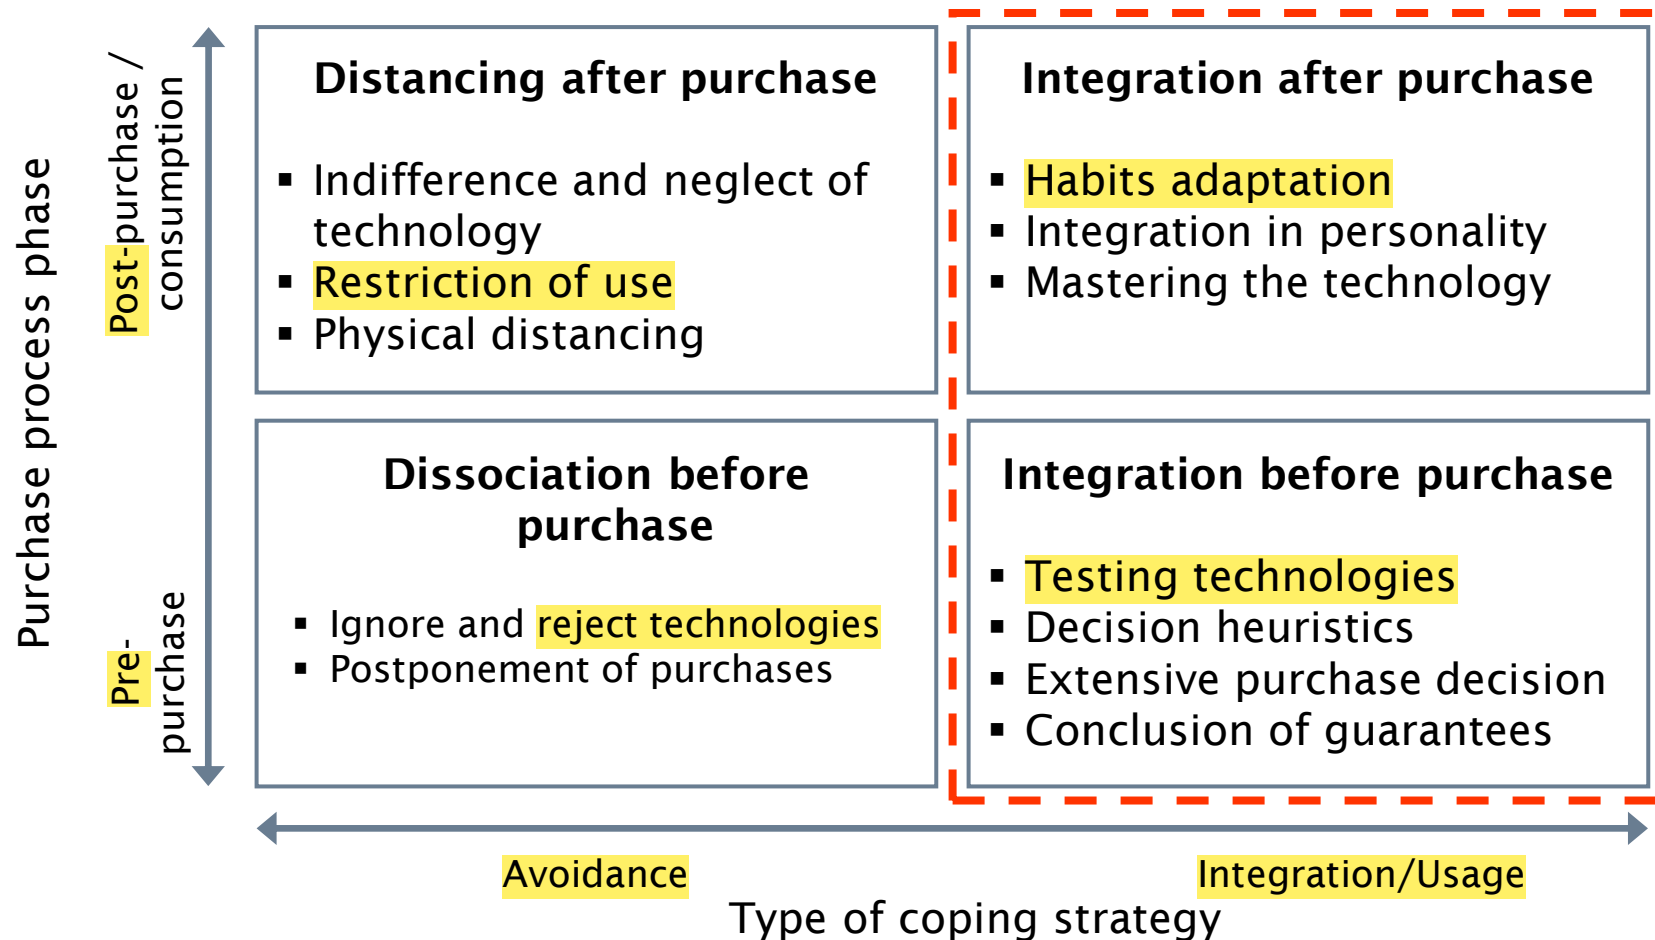 Purchase process phase
Post-purchase /
consumption
Pre-
purchase
Distancing after purchase
▪ Indifference and neglect of
technology
▪ Restriction of use
▪ Physical distancing
Integration after purchase
▪ Habits adaptation
▪ Integration in personality
▪ Mastering the technology
Dissociation before
purchase
▪ Ignore and reject technologies
▪ Postponement of purchases
Integration before purchase
▪ Testing technologies
▪ Decision heuristics
▪ Extensive purchase decision
▪ Conclusion of guarantees
Avoidance
Integration/Usage
Type of coping strategy